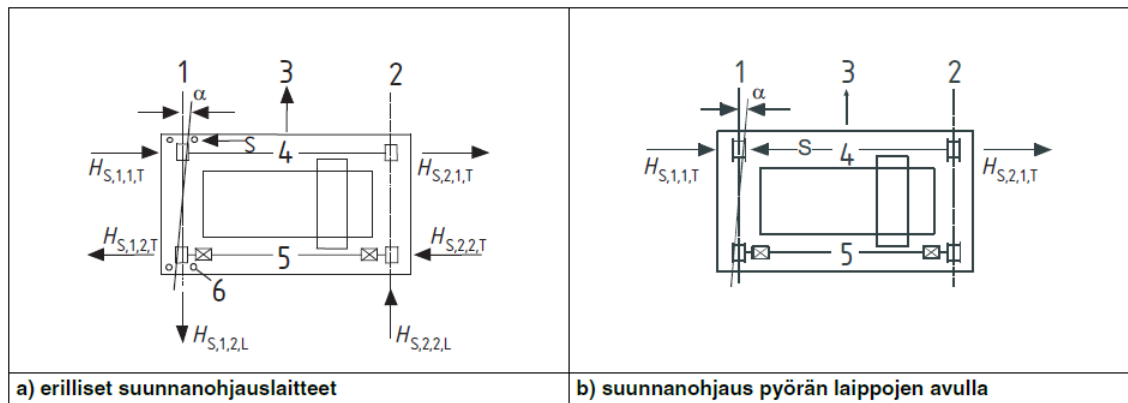 1
3
2
α
S
4
H_S,1,1,T
H_S,2,1,T
H_S,1,2,T
5
H_S,2,2,T
6
H_S,1,2,L
H_S,2,2,L
a) erilliset suunnanohjauslaitteet
1
3
2
α
S
4
H_S,1,1,T
H_S,2,1,T
5
b) suunnanohjaus pyörän laippojen avulla